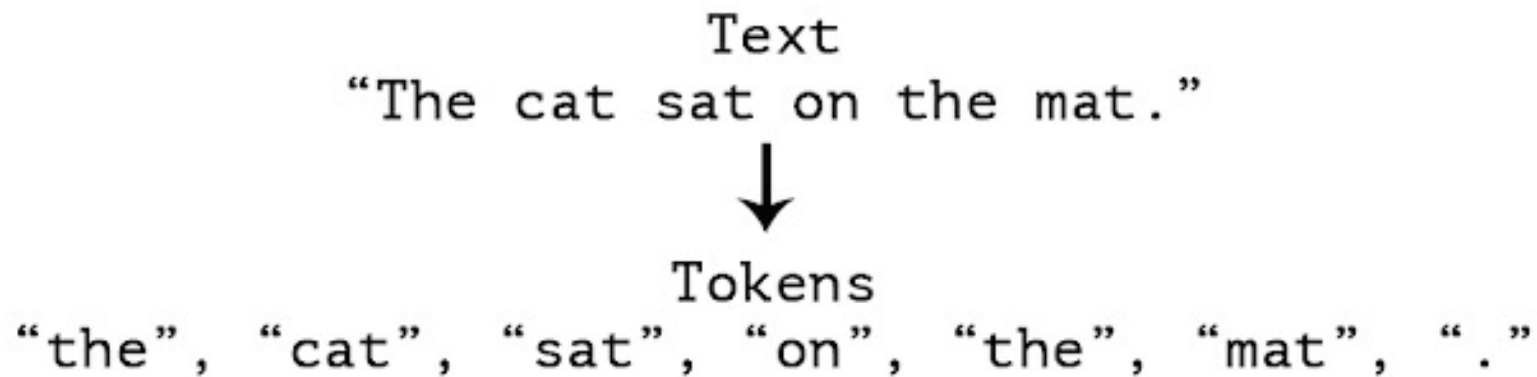 Text
“The cat sat on the mat.”
Tokens
“the”, “cat”, “sat”, “on”, “the”, “mat”, “.”